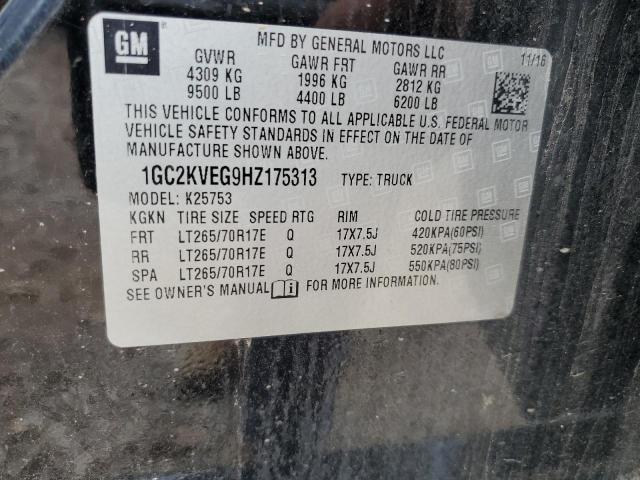 GM
MFD BY GENERAL MOTORS LLC
11/16
GVWR GAWR FRT GAWR RR
4309 KG 1996 KG 2812 KG
9500 LB 4400 LB 6200 LB
THIS VEHICLE CONFORMS TO ALL APPLICABLE U.S. FEDERAL MOTOR
VEHICLE SAFETY STANDARDS IN EFFECT ON THE DATE OF
MANUFACTURE SHOWN ABOVE.
1GC2KVEG9HZ175313 TYPE: TRUCK
MODEL: K25753
KGKN TIRE SIZE SPEED RTG RIM COLD TIRE PRESSURE
FRT LT265/70R17E Q 17X7.5J 420KPA(60PSI)
RR LT265/70R17E Q 17X7.5J 520KPA(75PSI)
SPA LT265/70R17E Q 17X7.5J 550KPA(80PSI)
SEE OWNER'S MANUAL i FOR MORE INFORMATION.